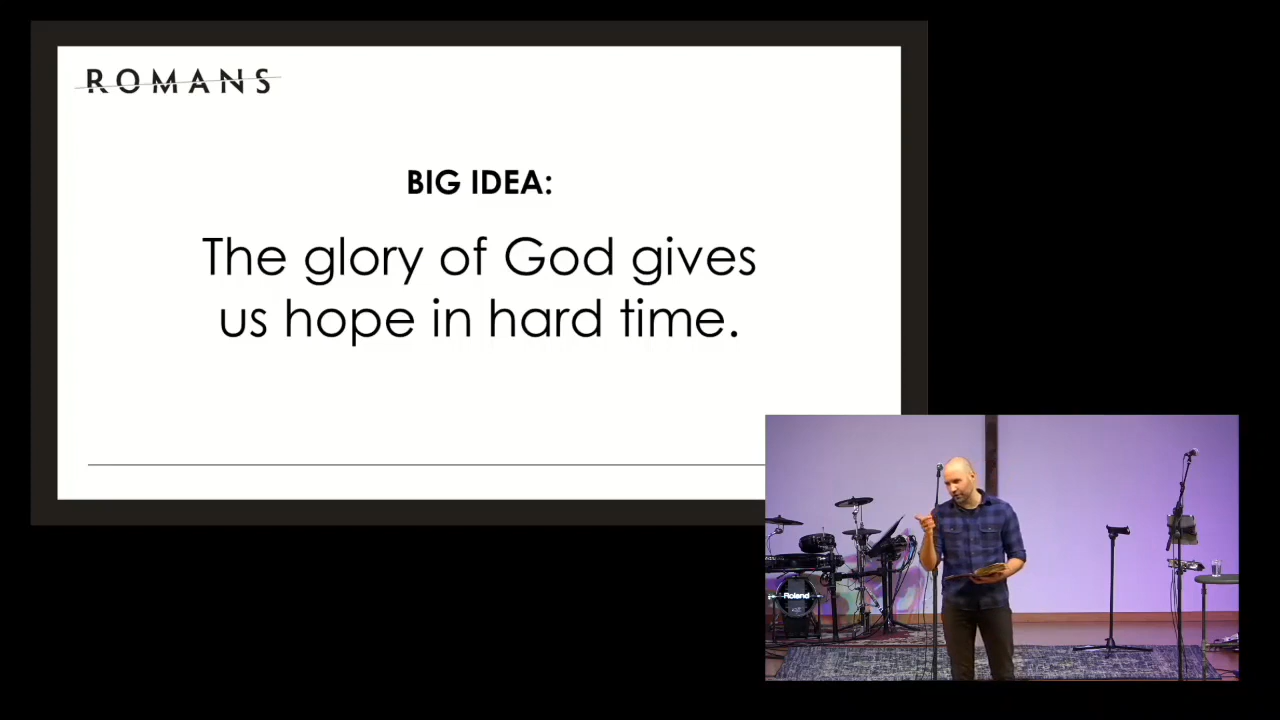 ROMANS
BIG IDEA:
The glory of God gives
us hope in hard time.
Roland